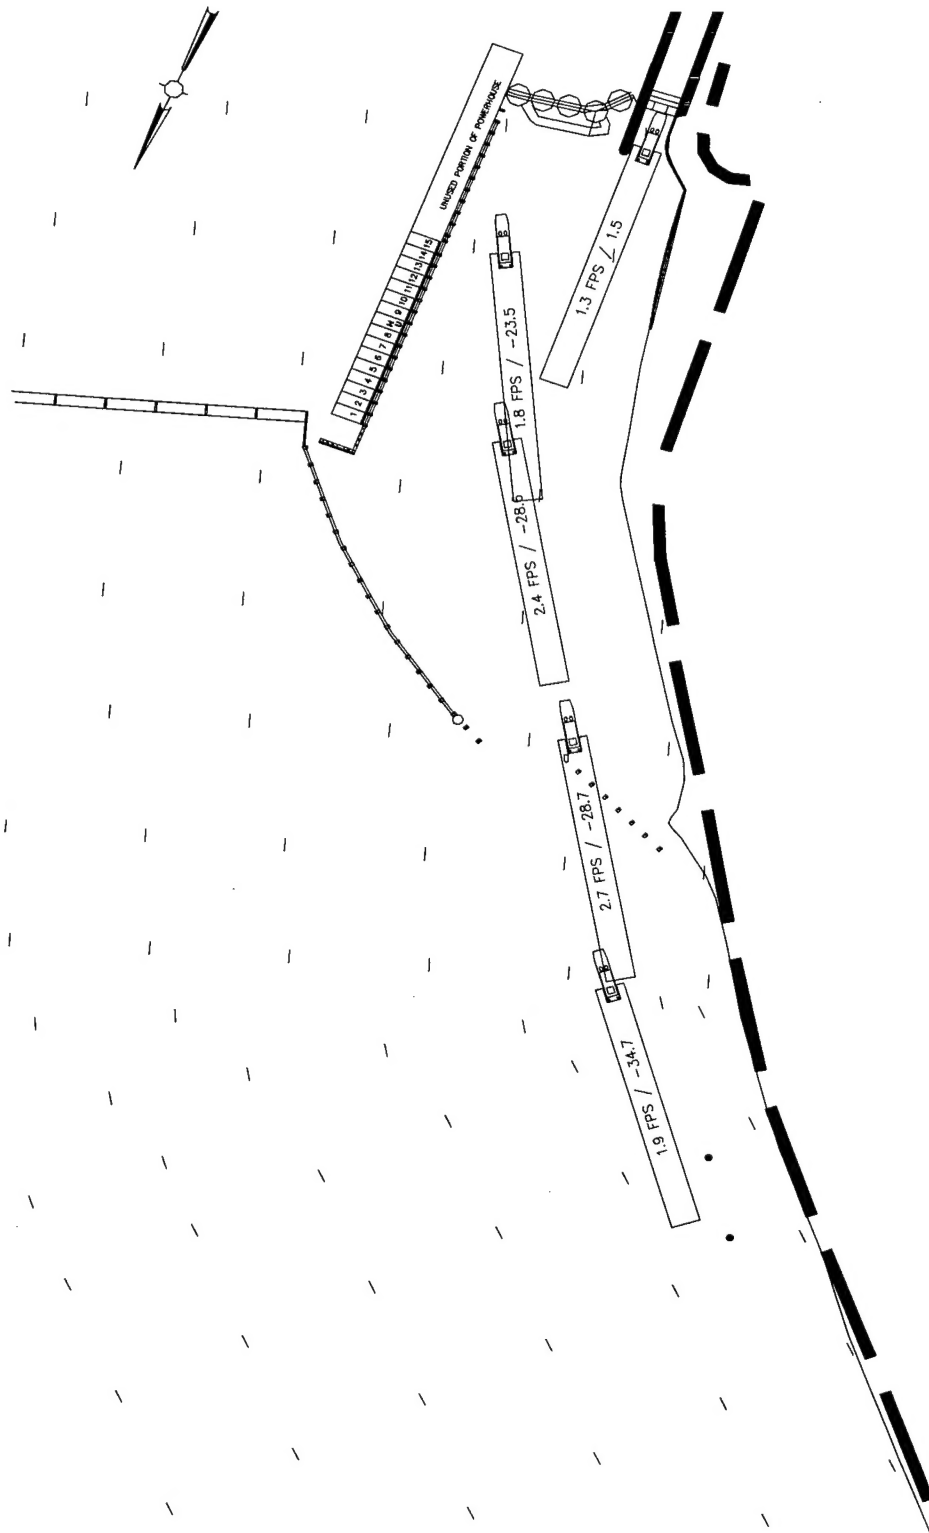 UNUSED PORTION OF POWERHOUSE
1 2 3 4 5 6 7 8 9 10 11 12 13 14 15
1.3 FPS / 1.5
1.8 FPS / -23.5
2.4 FPS / -28.6
2.7 FPS / -28.7
1.9 FPS / -34.7